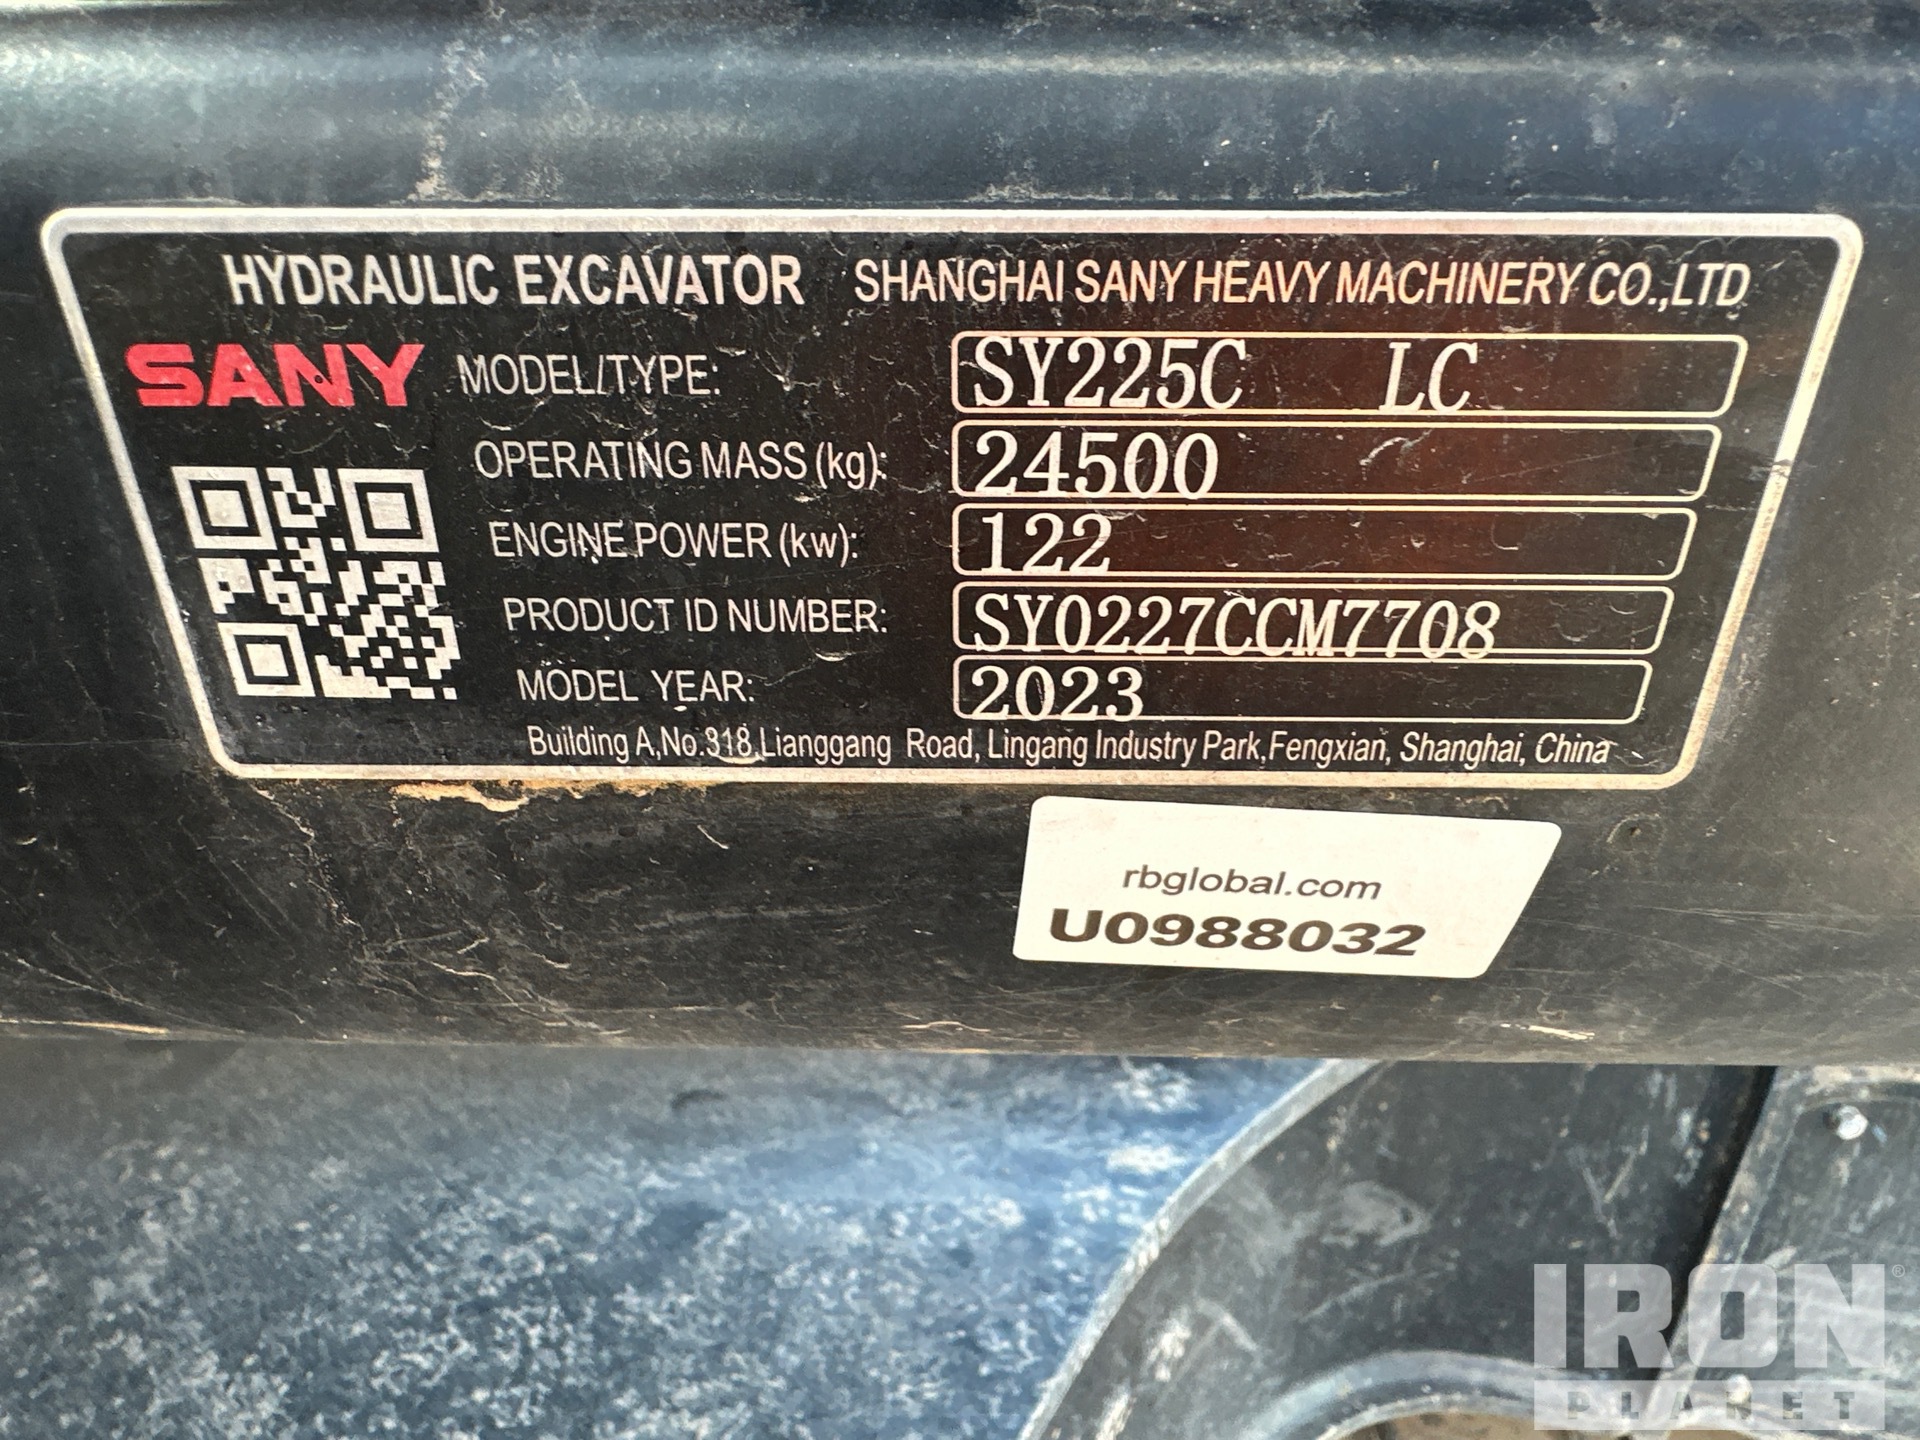 HYDRAULIC EXCAVATOR SHANGHAI SANY HEAVY MACHINERY CO.,LTD
SANY MODEL/TYPE: SY225C LC
OPERATING MASS (kg): 24500
ENGINE POWER (kw): 122
PRODUCT ID NUMBER: SY0227CCM7708
MODEL YEAR: 2023
Building A,No.318,Lianggang Road, Lingang Industry Park,Fengxian, Shanghai, China
rbglobal.com
U0988032
IRON®
PLANET